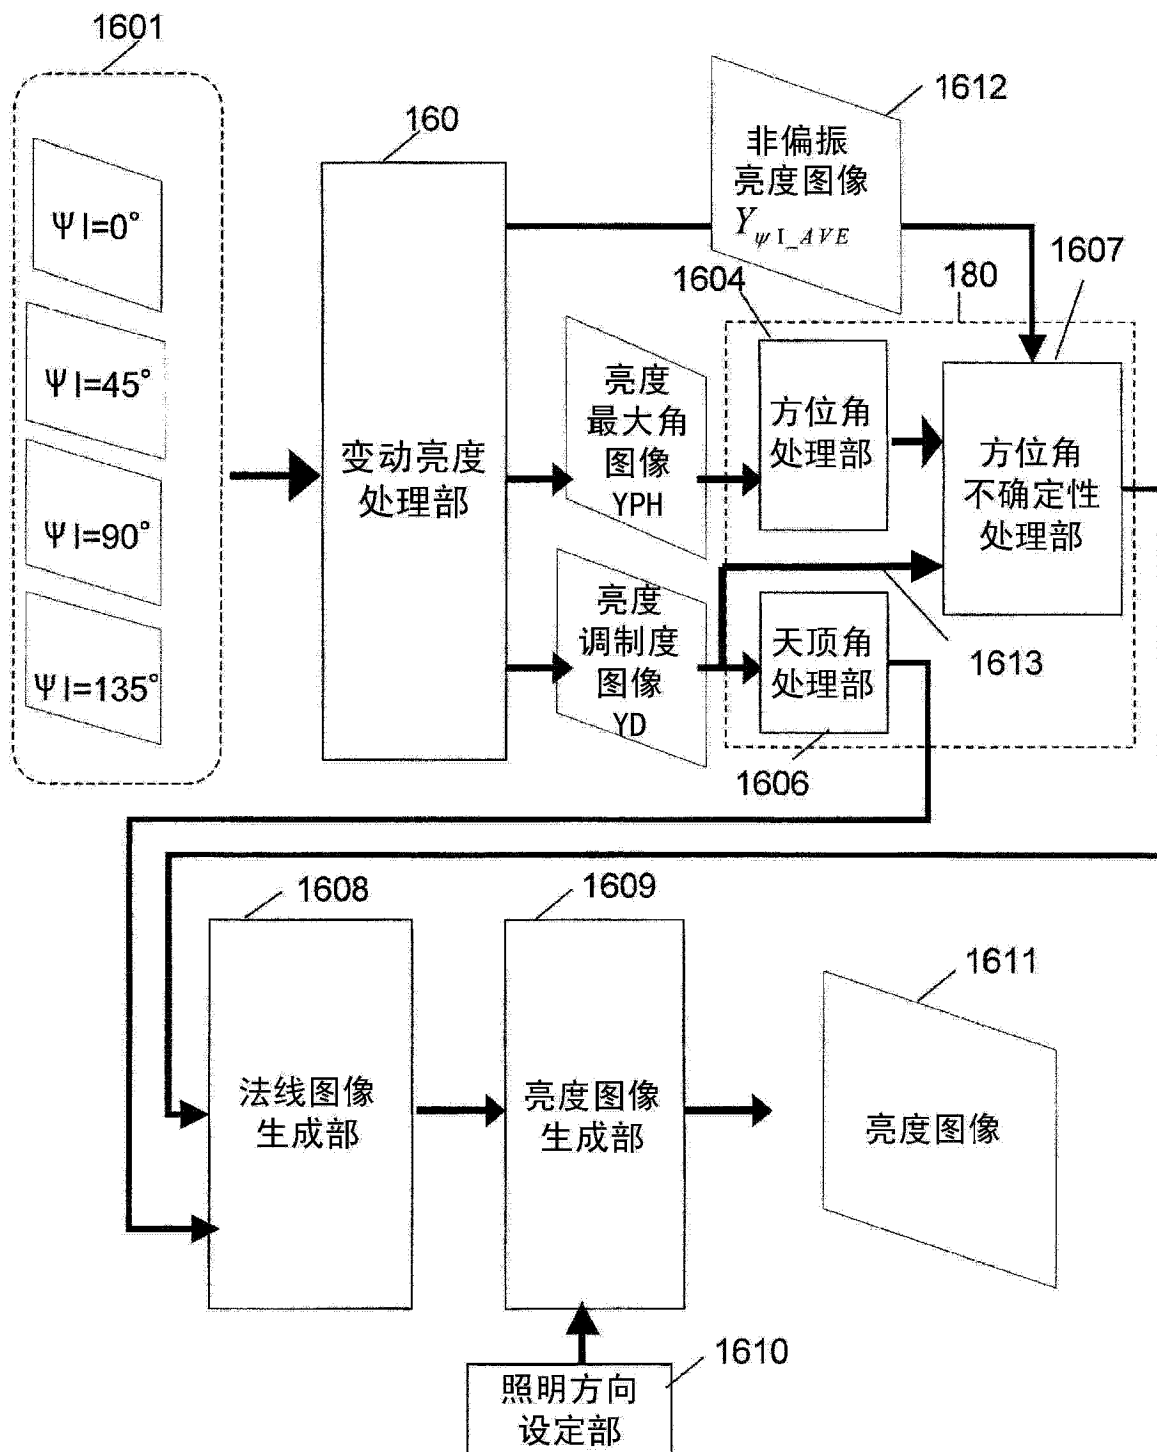 1601
ΨI=0°
ΨI=45°
ΨI=90°
ΨI=135°
160
变动亮度
处理部
1612
非偏振
亮度图像
YψI_AVE
1604
180
1607
亮度
最大角
图像
YPH
方位角
处理部
方位角
不确定性
处理部
亮度
调制度
图像
YD
天顶角
处理部
1613
1606
1608
法线图像
生成部
1609
亮度图像
生成部
1611
亮度图像
1610
照明方向
设定部